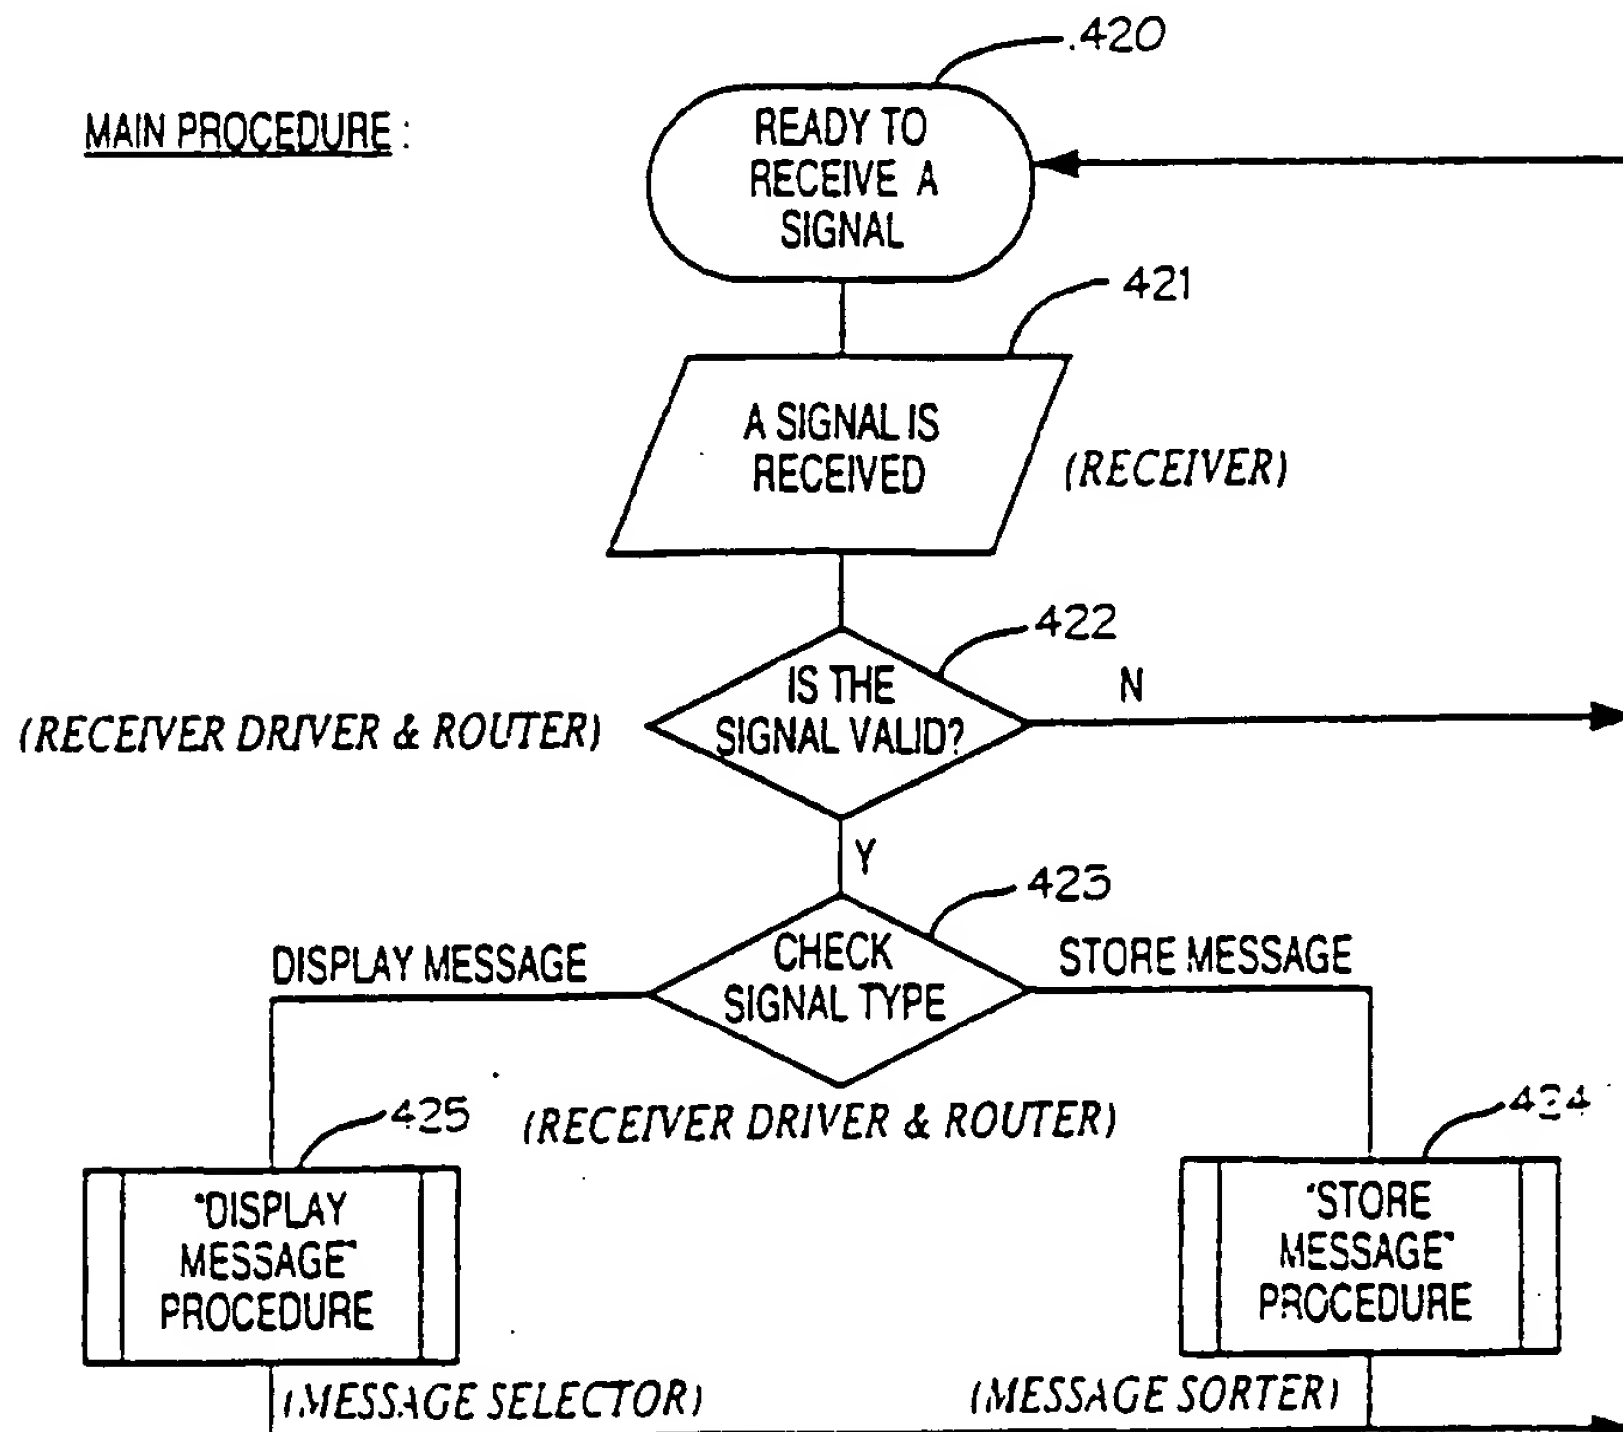 .420
MAIN PROCEDURE :
READY TO
RECEIVE A
SIGNAL
421
A SIGNAL IS
RECEIVED
(RECEIVER)
422
IS THE
SIGNAL VALID?
N
(RECEIVER DRIVER & ROUTER)
Y
423
CHECK
SIGNAL TYPE
DISPLAY MESSAGE
STORE MESSAGE
(RECEIVER DRIVER & ROUTER)
425
"DISPLAY
MESSAGE"
PROCEDURE
424
"STORE
MESSAGE"
PROCEDURE
(MESSAGE SELECTOR)
(MESSAGE SORTER)